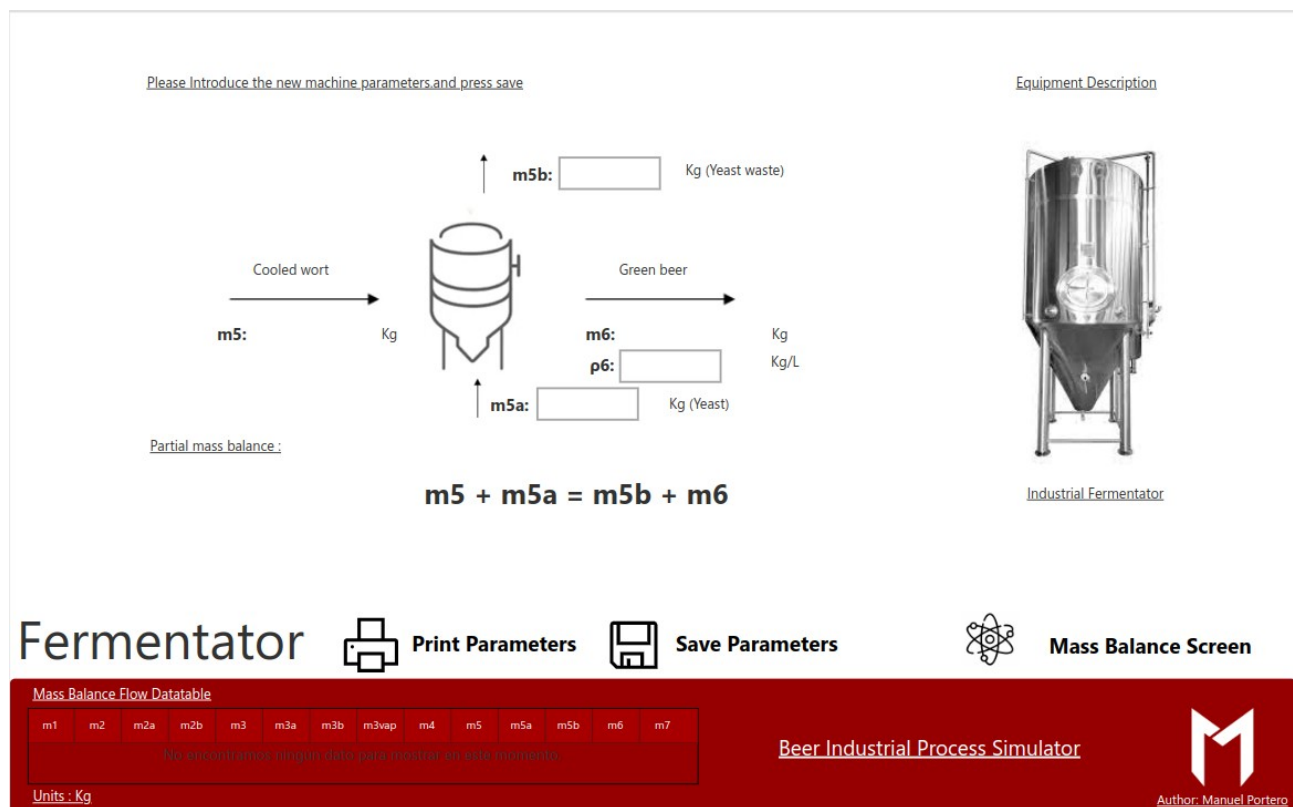 Please Introduce the new machine parameters.and press save
Equipment Description
m5b:
Kg (Yeast waste)
Cooled wort
Green beer
m5:
Kg
m6:
Kg
ρ6:
Kg/L
m5a:
Kg (Yeast)
Partial mass balance :
m5 + m5a = m5b + m6
Industrial Fermentator
Fermentator
Print Parameters
Save Parameters
Mass Balance Screen
Mass Balance Flow Datatable
m1 m2 m2a m2b m3 m3a m3b m3vap m4 m5 m5a m5b m6 m7
No encontramos ningun dato para mostrar en este momento.
Units : Kg
Beer Industrial Process Simulator
Author: Manuel Portero